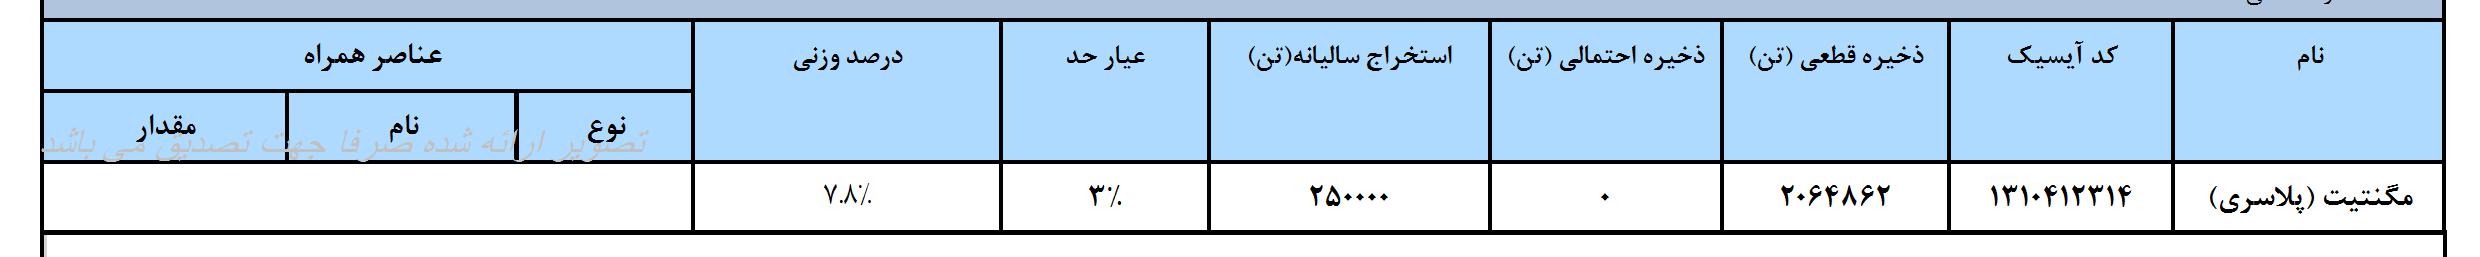 نام	کد آیسیک	ذخیره قطعی (تن)	ذخیره احتمالی (تن)	استخراج سالیانه(تن)	عیار حد	درصد وزنی	عناصر همراه
نوع	نام	مقدار
تصویر ارائه شده صرفا جهت تصدیق می باشد
مگنتیت (پلاسری)	۱۳۱۰۴۱۲۳۱۴	۲۰۶۴۸۶۲	۰	۲۵۰۰۰۰	۳٪	۷.۸٪